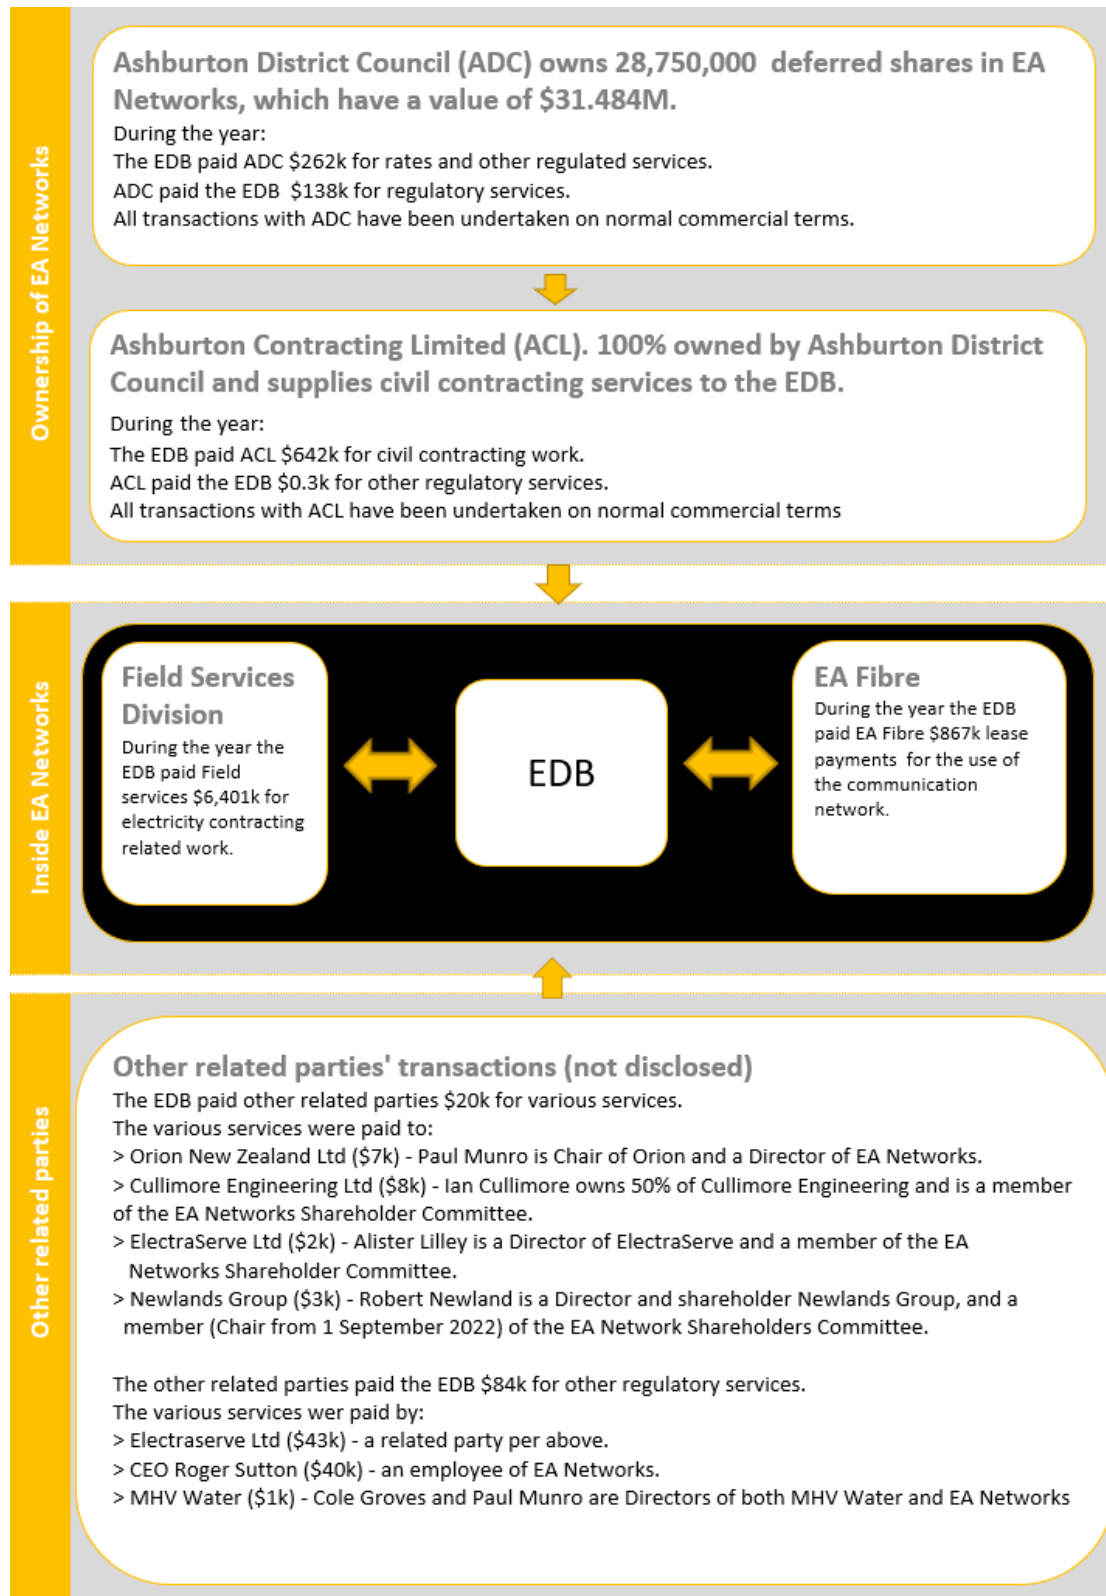 Ownership of EA Networks
Ashburton District Council (ADC) owns 28,750,000 deferred shares in EA
Networks, which have a value of $31.484M.
During the year:
The EDB paid ADC $262k for rates and other regulated services.
ADC paid the EDB $138k for regulatory services.
All transactions with ADC have been undertaken on normal commercial terms.
Ashburton Contracting Limited (ACL). 100% owned by Ashburton District
Council and supplies civil contracting services to the EDB.
During the year:
The EDB paid ACL $642k for civil contracting work.
ACL paid the EDB $0.3k for other regulatory services.
All transactions with ACL have been undertaken on normal commercial terms
Inside EA Networks
Field Services
Division
During the year the
EDB paid Field
services $6,401k for
electricity contracting
related work.
EDB
EA Fibre
During the year the EDB
paid EA Fibre $867k lease
payments for the use of
the communication
network.
Other related parties
Other related parties' transactions (not disclosed)
The EDB paid other related parties $20k for various services.
The various services were paid to:
> Orion New Zealand Ltd ($7k) - Paul Munro is Chair of Orion and a Director of EA Networks.
> Cullimore Engineering Ltd ($8k) - Ian Cullimore owns 50% of Cullimore Engineering and is a member
of the EA Networks Shareholder Committee.
> ElectraServe Ltd ($2k) - Alister Lilley is a Director of ElectraServe and a member of the EA
Networks Shareholder Committee.
> Newlands Group ($3k) - Robert Newland is a Director and shareholder Newlands Group, and a
member (Chair from 1 September 2022) of the EA Network Shareholders Committee.
The other related parties paid the EDB $84k for other regulatory services.
The various services wer paid by:
> Electraserve Ltd ($43k) - a related party per above.
> CEO Roger Sutton ($40k) - an employee of EA Networks.
> MHV Water ($1k) - Cole Groves and Paul Munro are Directors of both MHV Water and EA Networks